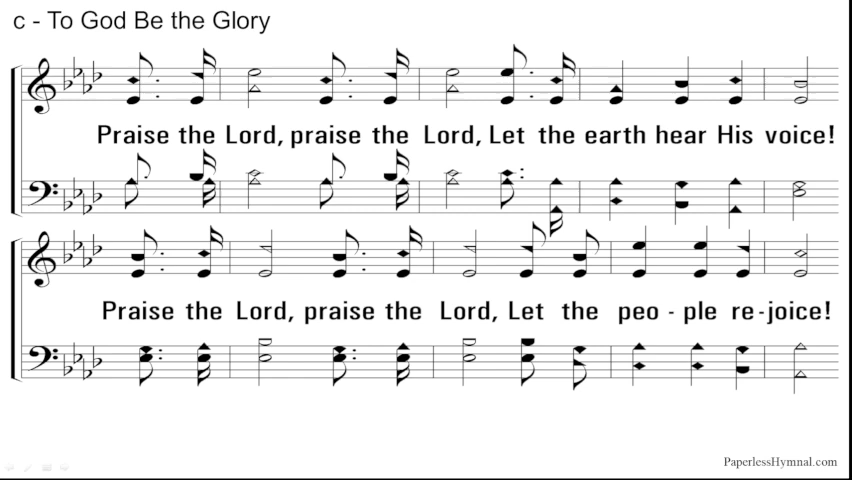 c - To God Be the Glory
Praise the Lord, praise the Lord, Let the earth hear His voice!
Praise the Lord, praise the Lord, Let the peo - ple re - joice!
PaperlessHymnal.com